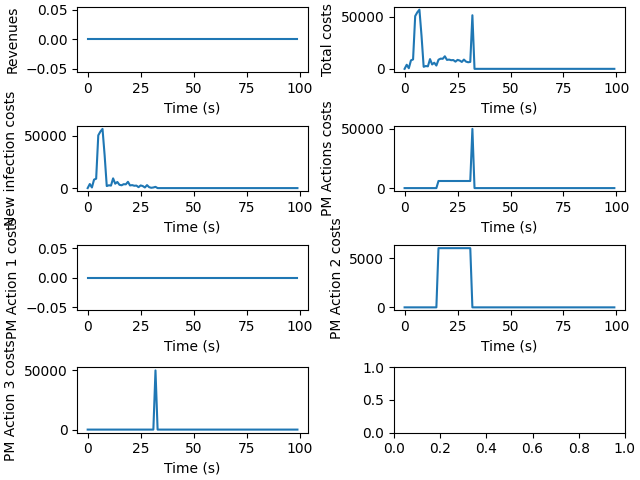 Revenues
0.05
0.00
−0.05
0 25 50 75 100
Time (s)
Total costs
50000
0
0 25 50 75 100
Time (s)
New infection costs
50000
0
0 25 50 75 100
Time (s)
PM Actions costs
50000
0
0 25 50 75 100
Time (s)
PM Action 1 costs
0.05
0.00
−0.05
0 25 50 75 100
Time (s)
PM Action 2 costs
5000
0
0 25 50 75 100
Time (s)
PM Action 3 costs
50000
0
0 25 50 75 100
Time (s)
1.0
0.5
0.0
0.0 0.2 0.4 0.6 0.8 1.0